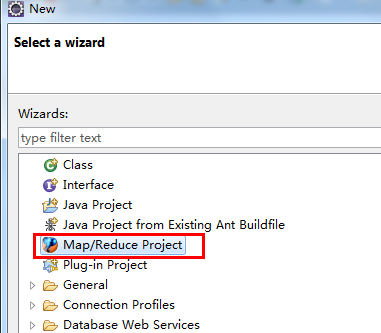 New
Select a wizard
Wizards:
type filter text
Class
Interface
Java Project
Java Project from Existing Ant Buildfile
Map/Reduce Project
Plug-in Project
General
Connection Profiles
Database Web Services